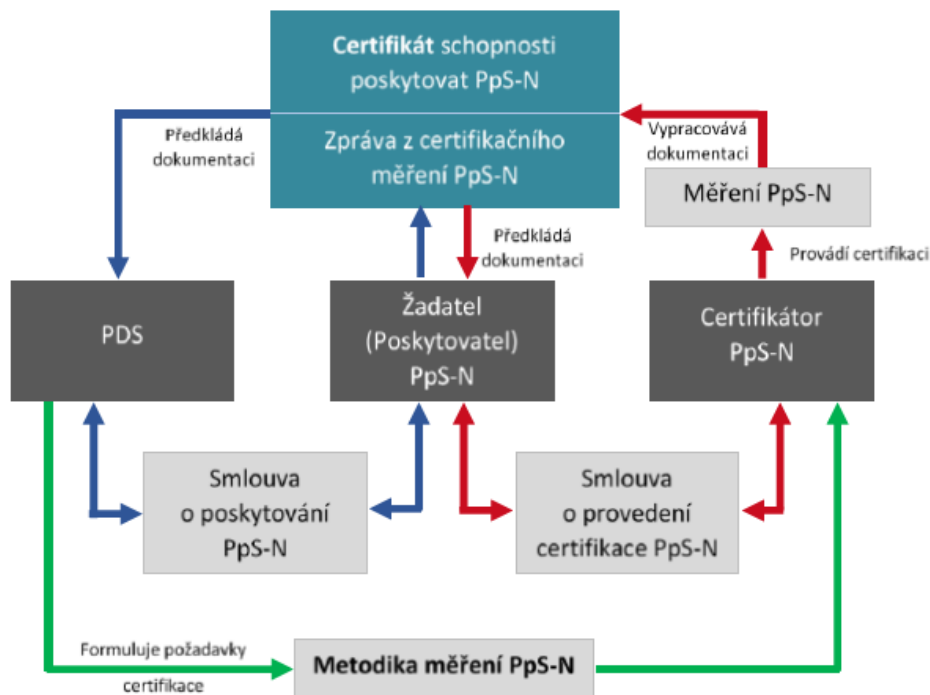 Certifikát schopnosti
poskytovat PpS-N
Zpráva z certifikačního
měření PpS-N
Předkládá
dokumentaci
Vypracovává
dokumentaci
Měření PpS-N
Předkládá
dokumentaci
Provádí certifikaci
PDS
Žadatel
(Poskytovatel)
PpS-N
Certifikátor
PpS-N
Smlouva
o poskytování
PpS-N
Smlouva
o provedení
certifikace PpS-N
Formuluje požadavky
certifikace
Metodika měření PpS-N